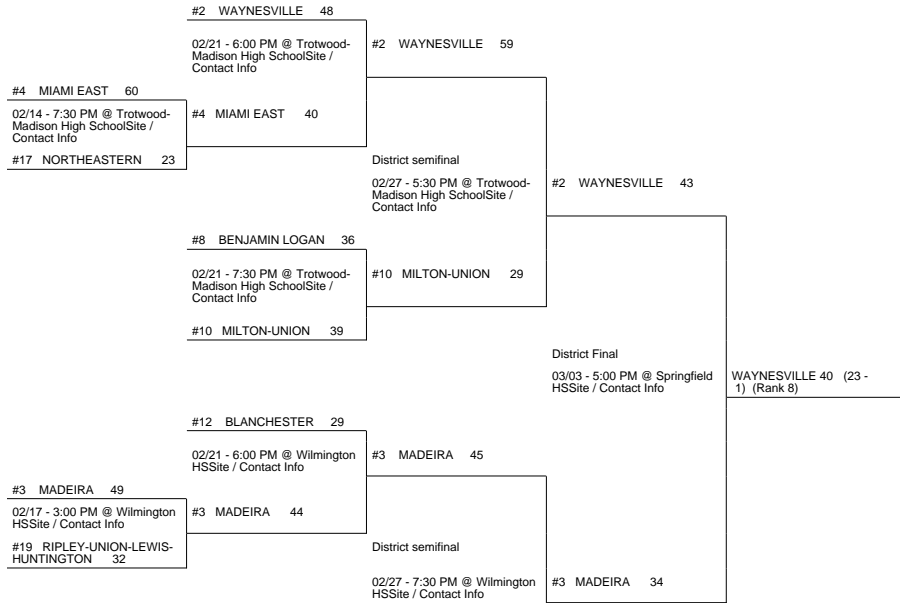 #2 WAYNESVILLE 48
02/21 - 6:00 PM @ Trotwood-
Madison High SchoolSite /
Contact Info
#2 WAYNESVILLE 59
#4 MIAMI EAST 60
02/14 - 7:30 PM @ Trotwood-
Madison High SchoolSite /
Contact Info
#4 MIAMI EAST 40
#17 NORTHEASTERN 23
District semifinal
02/27 - 5:30 PM @ Trotwood-
Madison High SchoolSite /
Contact Info
#2 WAYNESVILLE 43
#8 BENJAMIN LOGAN 36
02/21 - 7:30 PM @ Trotwood-
Madison High SchoolSite /
Contact Info
#10 MILTON-UNION 29
#10 MILTON-UNION 39
District Final
03/03 - 5:00 PM @ Springfield
HSSite / Contact Info
WAYNESVILLE 40 (23 -
1) (Rank 8)
#12 BLANCHESTER 29
02/21 - 6:00 PM @ Wilmington
HSSite / Contact Info
#3 MADEIRA 45
#3 MADEIRA 49
02/17 - 3:00 PM @ Wilmington
HSSite / Contact Info
#3 MADEIRA 44
#19 RIPLEY-UNION-LEWIS-
HUNTINGTON 32
District semifinal
02/27 - 7:30 PM @ Wilmington
HSSite / Contact Info
#3 MADEIRA 34